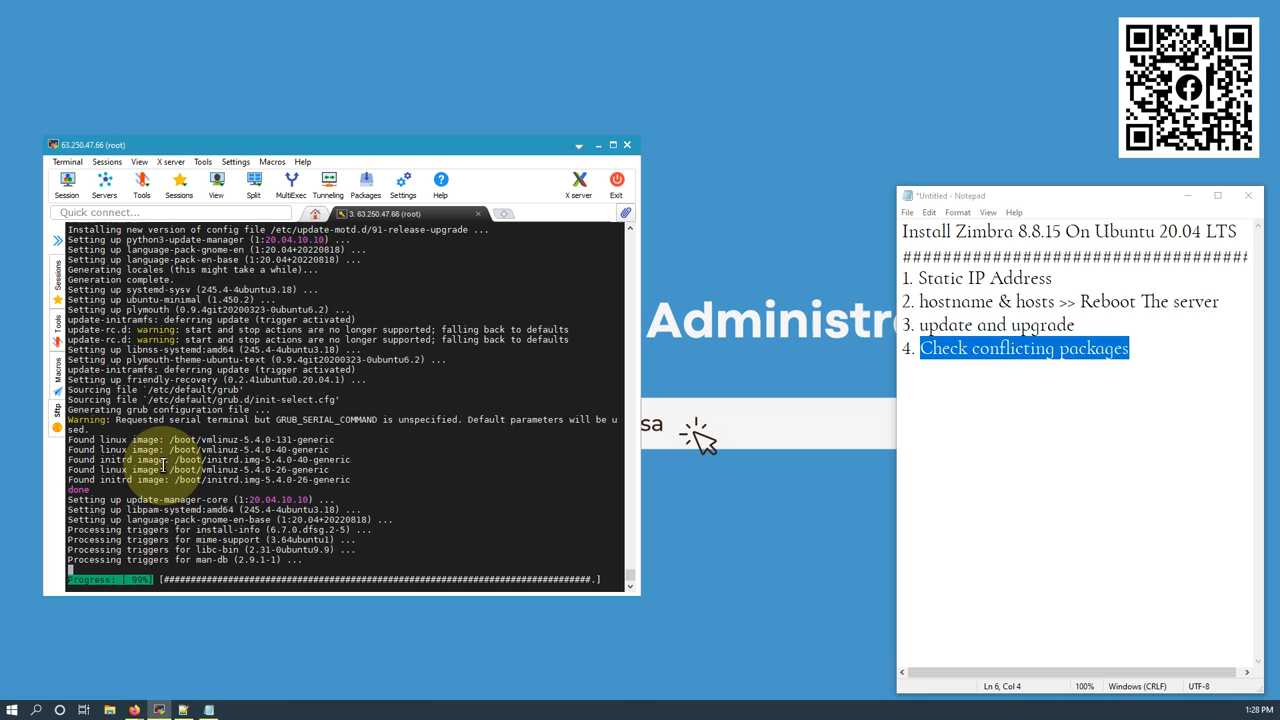 63.250.47.66 (root)
Terminal Sessions View X server Tools Settings Macros Help
Session Servers Tools Sessions View Split MultiExec Tunneling Packages Settings Help X server Exit
Quick connect...
3. 63.250.47.66 (root)
Sessions
Tools
Macros
Sftp
Installing new version of config file /etc/update-motd.d/91-release-upgrade ...
Setting up python3-update-manager (1:20.04.10.10) ...
Setting up language-pack-gnome-en (1:20.04+20220818) ...
Setting up language-pack-en-base (1:20.04+20220818) ...
Generating locales (this might take a while)...
Generation complete.
Setting up systemd-sysv (245.4-4ubuntu3.18) ...
Setting up ubuntu-minimal (1.450.2) ...
Setting up plymouth (0.9.4git20200323-0ubuntu6.2) ...
update-initramfs: deferring update (trigger activated)
update-rc.d: warning: start and stop actions are no longer supported; falling back to defaults
update-rc.d: warning: start and stop actions are no longer supported; falling back to defaults
Setting up libnss-systemd:amd64 (245.4-4ubuntu3.18) ...
Setting up plymouth-theme-ubuntu-text (0.9.4git20200323-0ubuntu6.2) ...
update-initramfs: deferring update (trigger activated)
Setting up friendly-recovery (0.2.41ubuntu0.20.04.1) ...
Sourcing file `/etc/default/grub'
Sourcing file `/etc/default/grub.d/init-select.cfg'
Generating grub configuration file ...
Warning: Requested serial terminal but GRUB_SERIAL_COMMAND is unspecified. Default parameters will be u
sed.
Found linux image: /boot/vmlinuz-5.4.0-131-generic
Found linux image: /boot/vmlinuz-5.4.0-40-generic
Found initrd image: /boot/initrd.img-5.4.0-40-generic
Found linux image: /boot/vmlinuz-5.4.0-26-generic
Found initrd image: /boot/initrd.img-5.4.0-26-generic
done
Setting up update-manager-core (1:20.04.10.10) ...
Setting up libpam-systemd:amd64 (245.4-4ubuntu3.18) ...
Setting up language-pack-gnome-en-base (1:20.04+20220818) ...
Processing triggers for install-info (6.7.0.dfsg.2-5) ...
Processing triggers for mime-support (3.64ubuntu1) ...
Processing triggers for libc-bin (2.31-0ubuntu9.9) ...
Processing triggers for man-db (2.9.1-1) ...
Progress: [ 99%] [#################################################################################.]
Administr
sa
*Untitled - Notepad
File Edit Format View Help
Install Zimbra 8.8.15 On Ubuntu 20.04 LTS
##################################
1. Static IP Address
2. hostname & hosts >> Reboot The server
3. update and upgrade
4. Check conflicting packages
Ln 6, Col 4 100% Windows (CRLF) UTF-8
1:28 PM